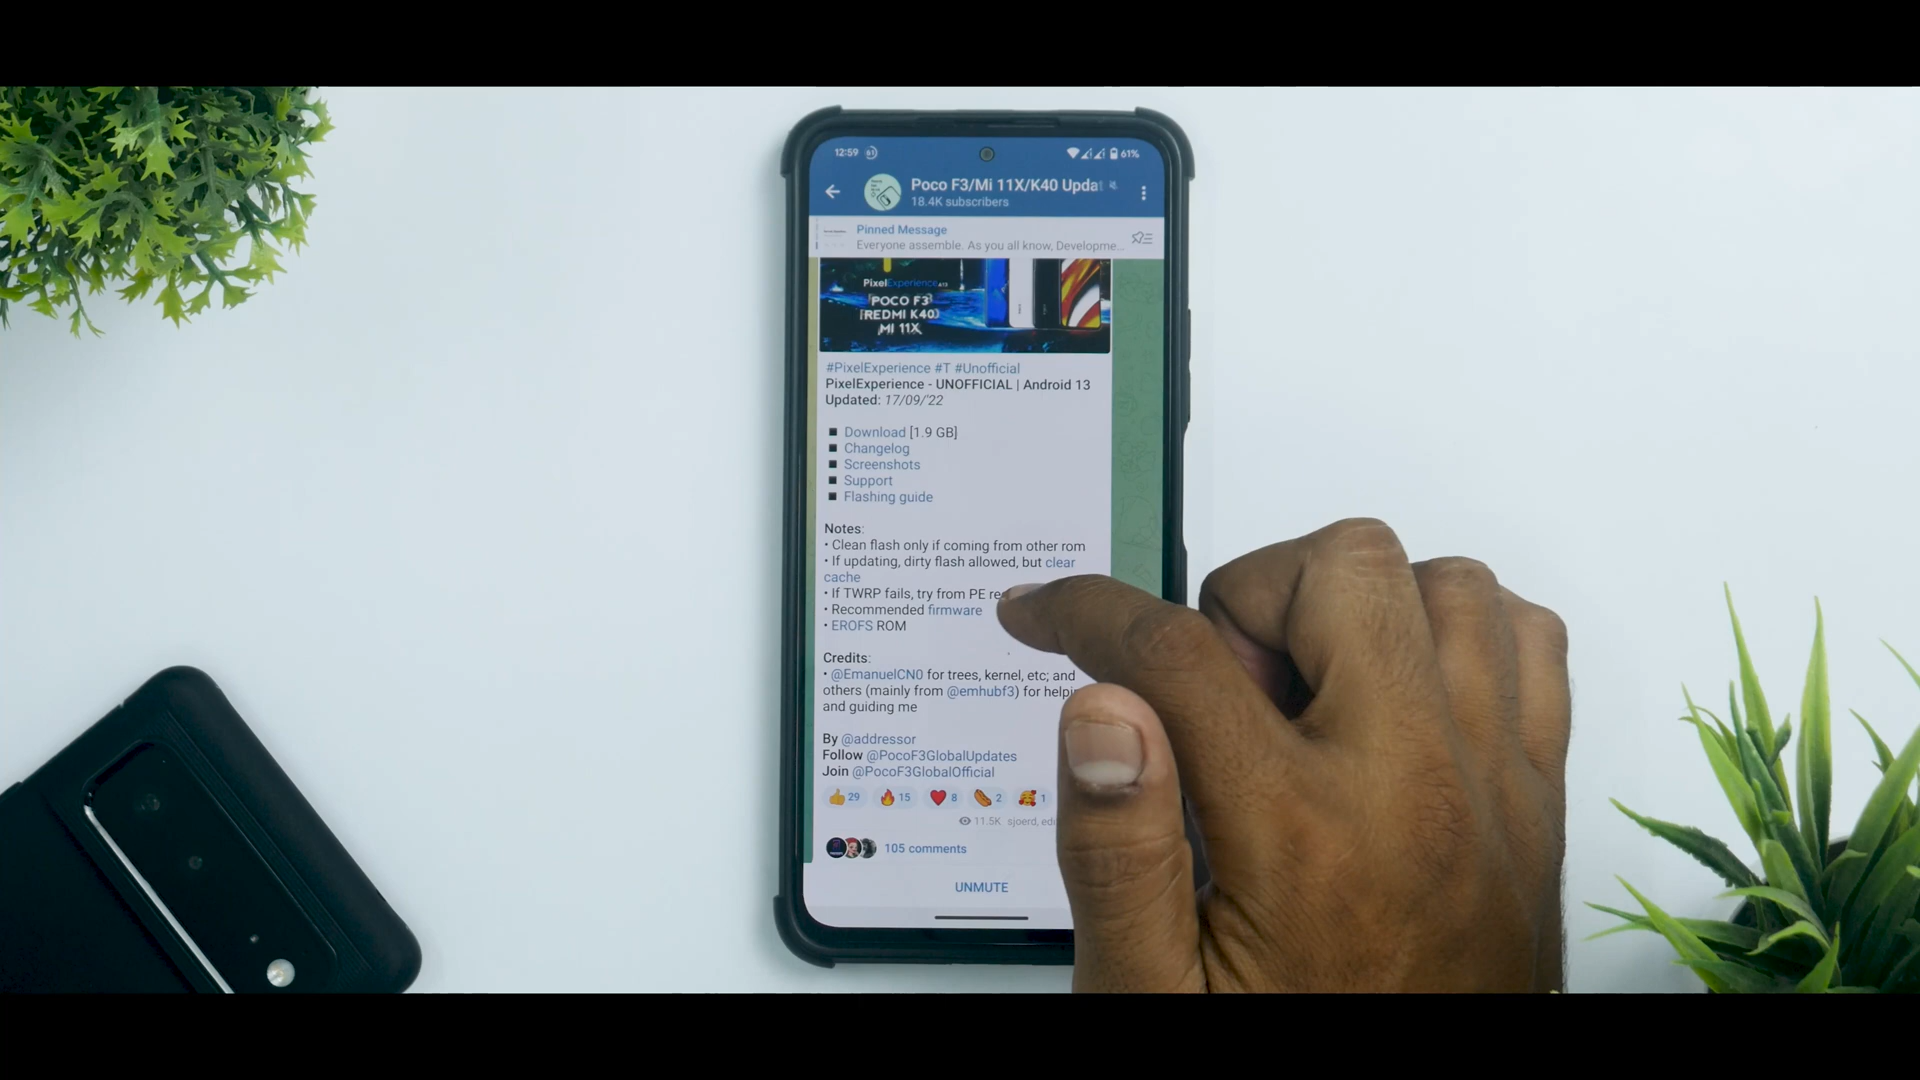 12:59 61 61%
Poco F3/Mi 11X/K40 Updat
18.4K subscribers
Pinned Message
Everyone assemble. As you all know, Developme...
PixelExperience
POCO F3
REDMI K40
MI 11X
#PixelExperience #T #Unofficial
PixelExperience - UNOFFICIAL | Android 13
Updated: 17/09/'22
■ Download [1.9 GB]
■ Changelog
■ Screenshots
■ Support
■ Flashing guide
Notes:
• Clean flash only if coming from other rom
• If updating, dirty flash allowed, but clear
cache
• If TWRP fails, try from PE rec
• Recommended firmware
• EROFS ROM
Credits:
• @EmanuelCN0 for trees, kernel, etc; and
others (mainly from @emhubf3) for helpi
and guiding me
By @addressor
Follow @PocoF3GlobalUpdates
Join @PocoF3GlobalOfficial
👍 29 🔥 15 ❤️ 8 🌭 2 🥰 1
11.5K sjoerd, edi
105 comments
UNMUTE